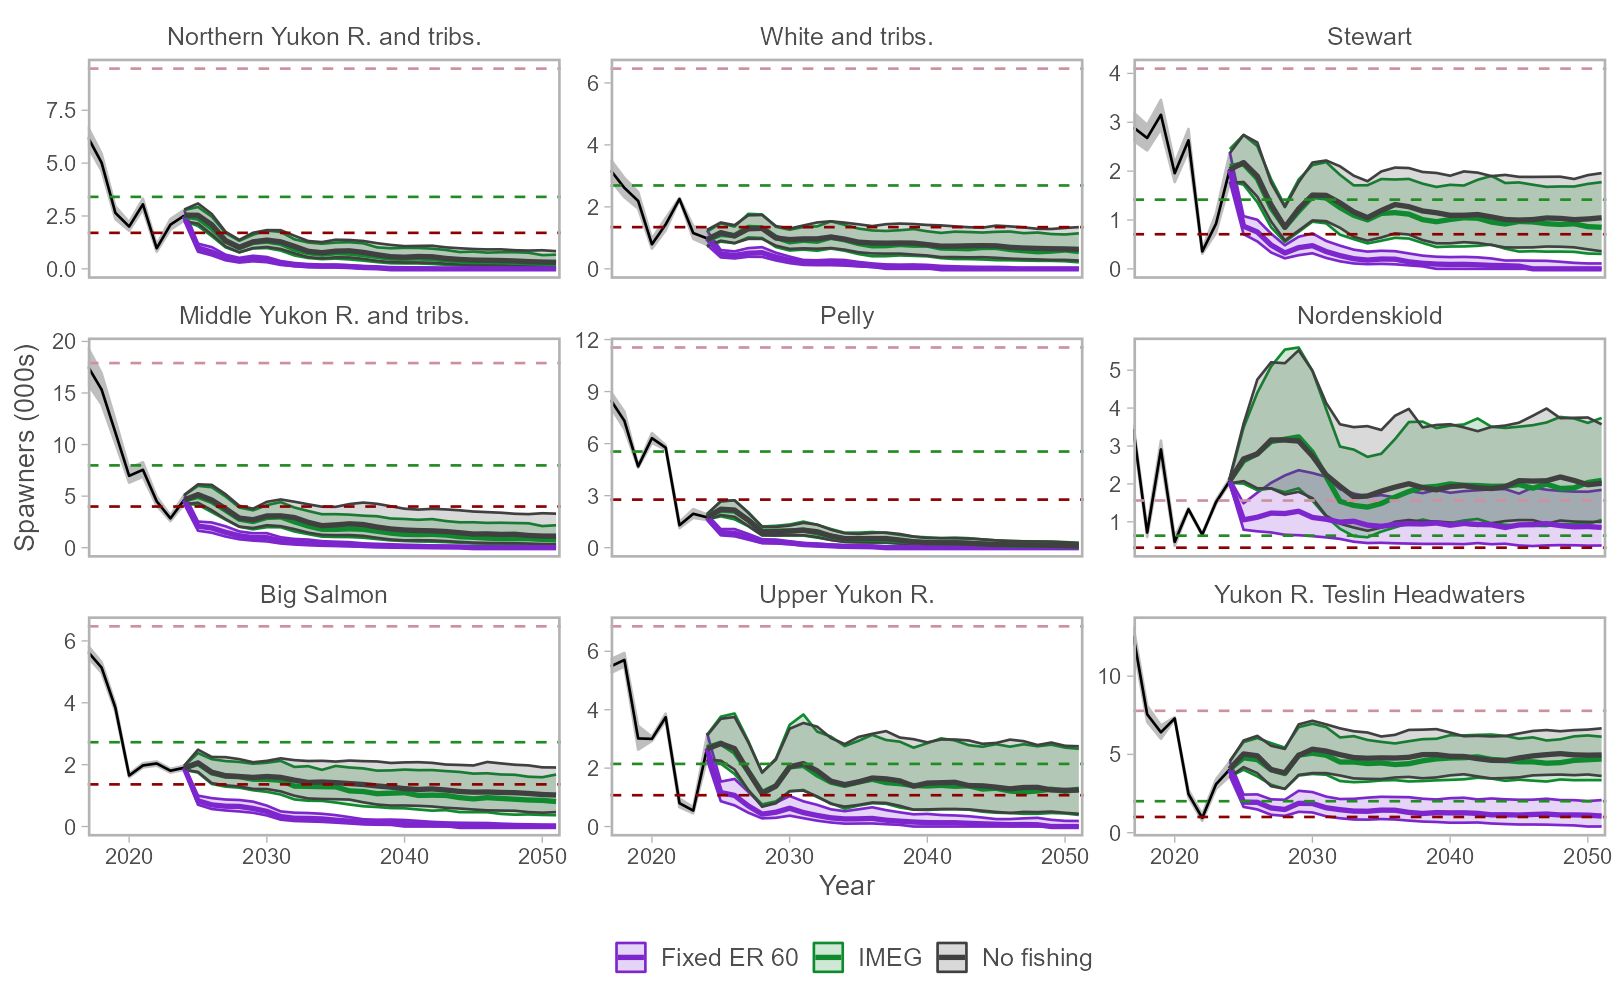 Northern Yukon R. and tribs. White and tribs. Stewart
7.5 5.0 2.5 0.0
6 4 2 0
4 3 2 1 0
Middle Yukon R. and tribs. Pelly Nordenskiold
20 15 10 5 0
12 9 6 3 0
5 4 3 2 1
Spawners (000s)
Big Salmon Upper Yukon R. Yukon R. Teslin Headwaters
6 4 2 0
6 4 2 0
10 5 0
2020 2030 2040 2050 2020 2030 2040 2050 2020 2030 2040 2050
Year
Fixed ER 60 IMEG No fishing